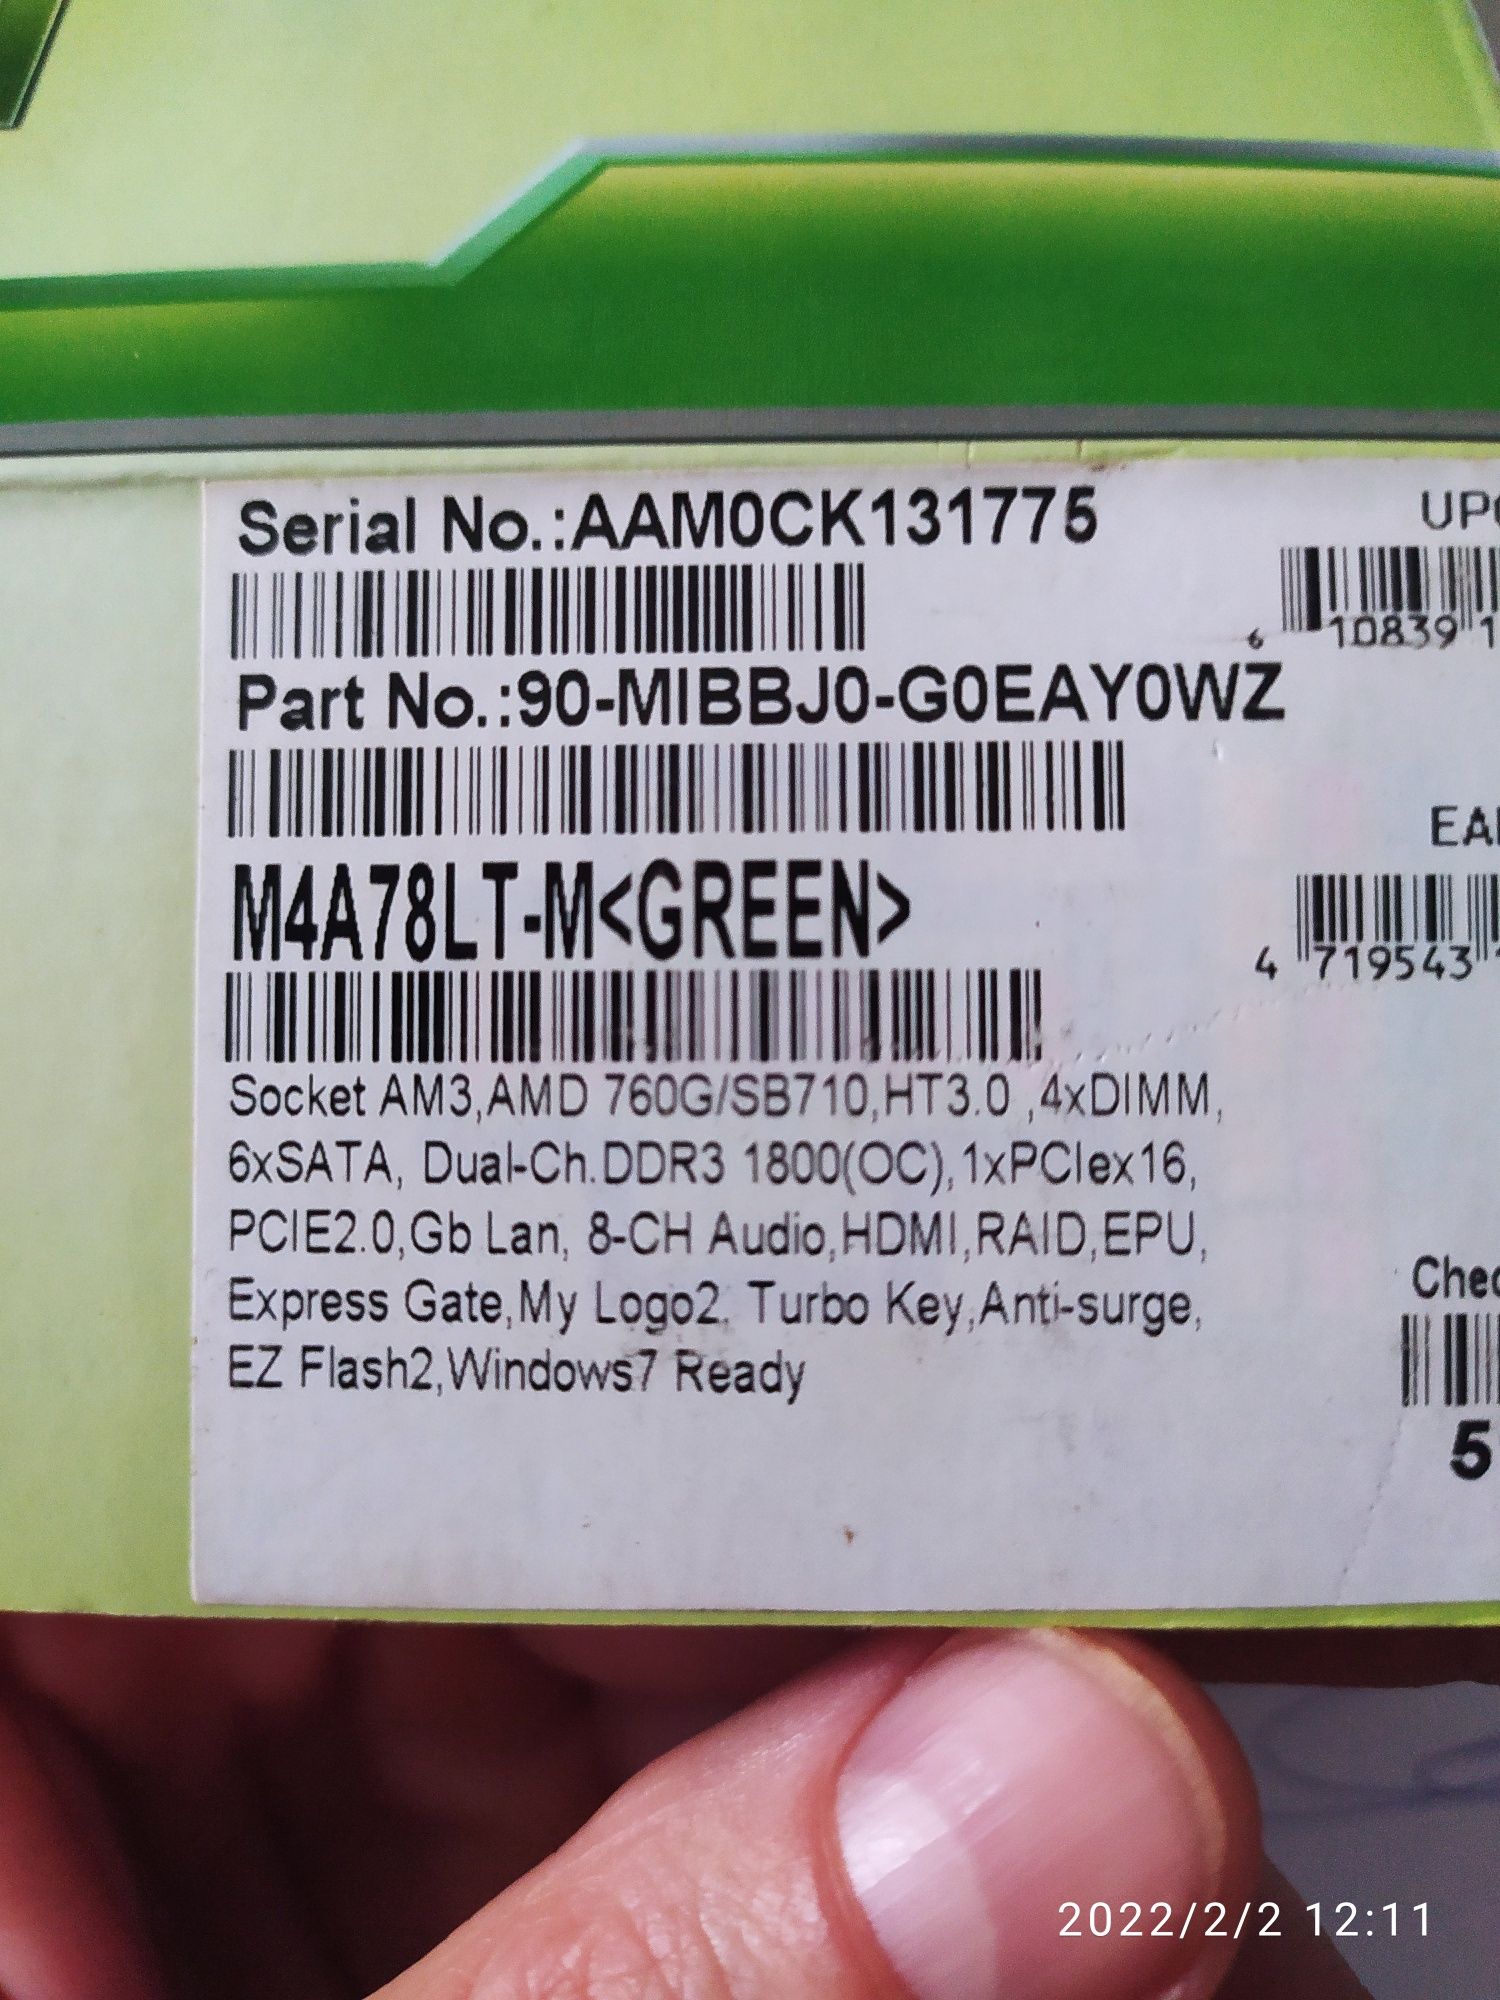 Serial No.:AAM0CK131775
UPC
6 10839 1
Part No.:90-MIBBJ0-G0EAY0WZ
M4A78LT-M<GREEN>
4 719543
Socket AM3,AMD 760G/SB710,HT3.0 ,4xDIMM,
6xSATA, Dual-Ch.DDR3 1800(OC),1xPCIex16,
PCIE2.0,Gb Lan, 8-CH Audio,HDMI,RAID,EPU,
Express Gate,My Logo2. Turbo Key,Anti-surge,
EZ Flash2,Windows7 Ready
5
2022/2/2 12:11